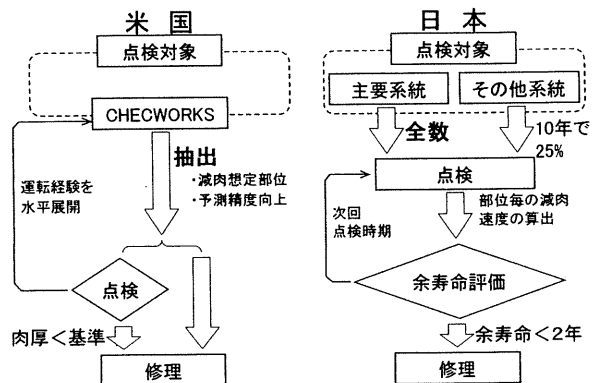 米国
点検対象
CHECWORKS
抽出
・減肉想定部位
・予測精度向上
運転経験を
水平展開
点検
肉厚＜基準
修理
日本
点検対象
主要系統
その他系統
全数
10年で
25%
点検
次回
点検時期
部位毎の減肉
速度の算出
余寿命評価
余寿命＜2年
修理